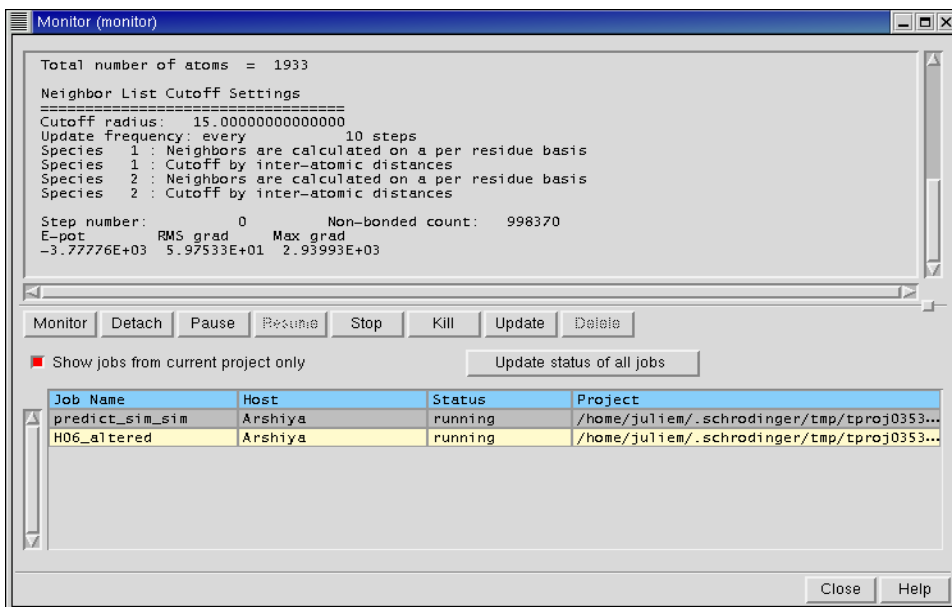 Monitor (monitor)
Total number of atoms = 1933
Neighbor List Cutoff Settings
==================================
Cutoff radius: 15.00000000000000
Update frequency: every 10 steps
Species 1 : Neighbors are calculated on a per residue basis
Species 1 : Cutoff by inter-atomic distances
Species 2 : Neighbors are calculated on a per residue basis
Species 2 : Cutoff by inter-atomic distances
Step number: 0 Non-bonded count: 998370
E-pot RMS grad Max grad
-3.77776E+03 5.97533E+01 2.93993E+03
Monitor Detach Pause Resume Stop Kill Update Delete
Show jobs from current project only Update status of all jobs
Job Name Host Status Project
predict_sim_sim Arshiya running /home/juliem/.schrodinger/tmp/tproj0353...
H06_altered Arshiya running /home/juliem/.schrodinger/tmp/tproj0353...
Close Help